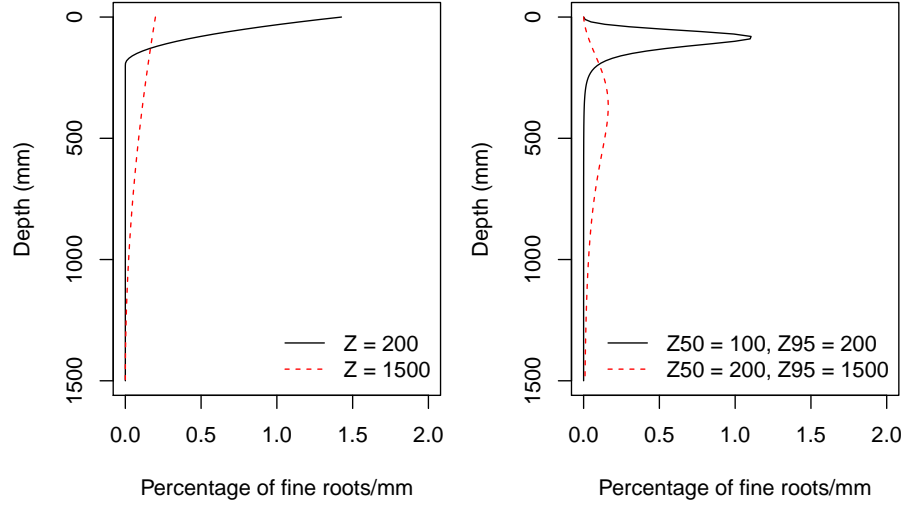 0
500
1000
1500
Depth (mm)
Z = 200
Z = 1500
0.0 0.5 1.0 1.5 2.0
Percentage of fine roots/mm
0
500
1000
1500
Depth (mm)
Z50 = 100, Z95 = 200
Z50 = 200, Z95 = 1500
0.0 0.5 1.0 1.5 2.0
Percentage of fine roots/mm